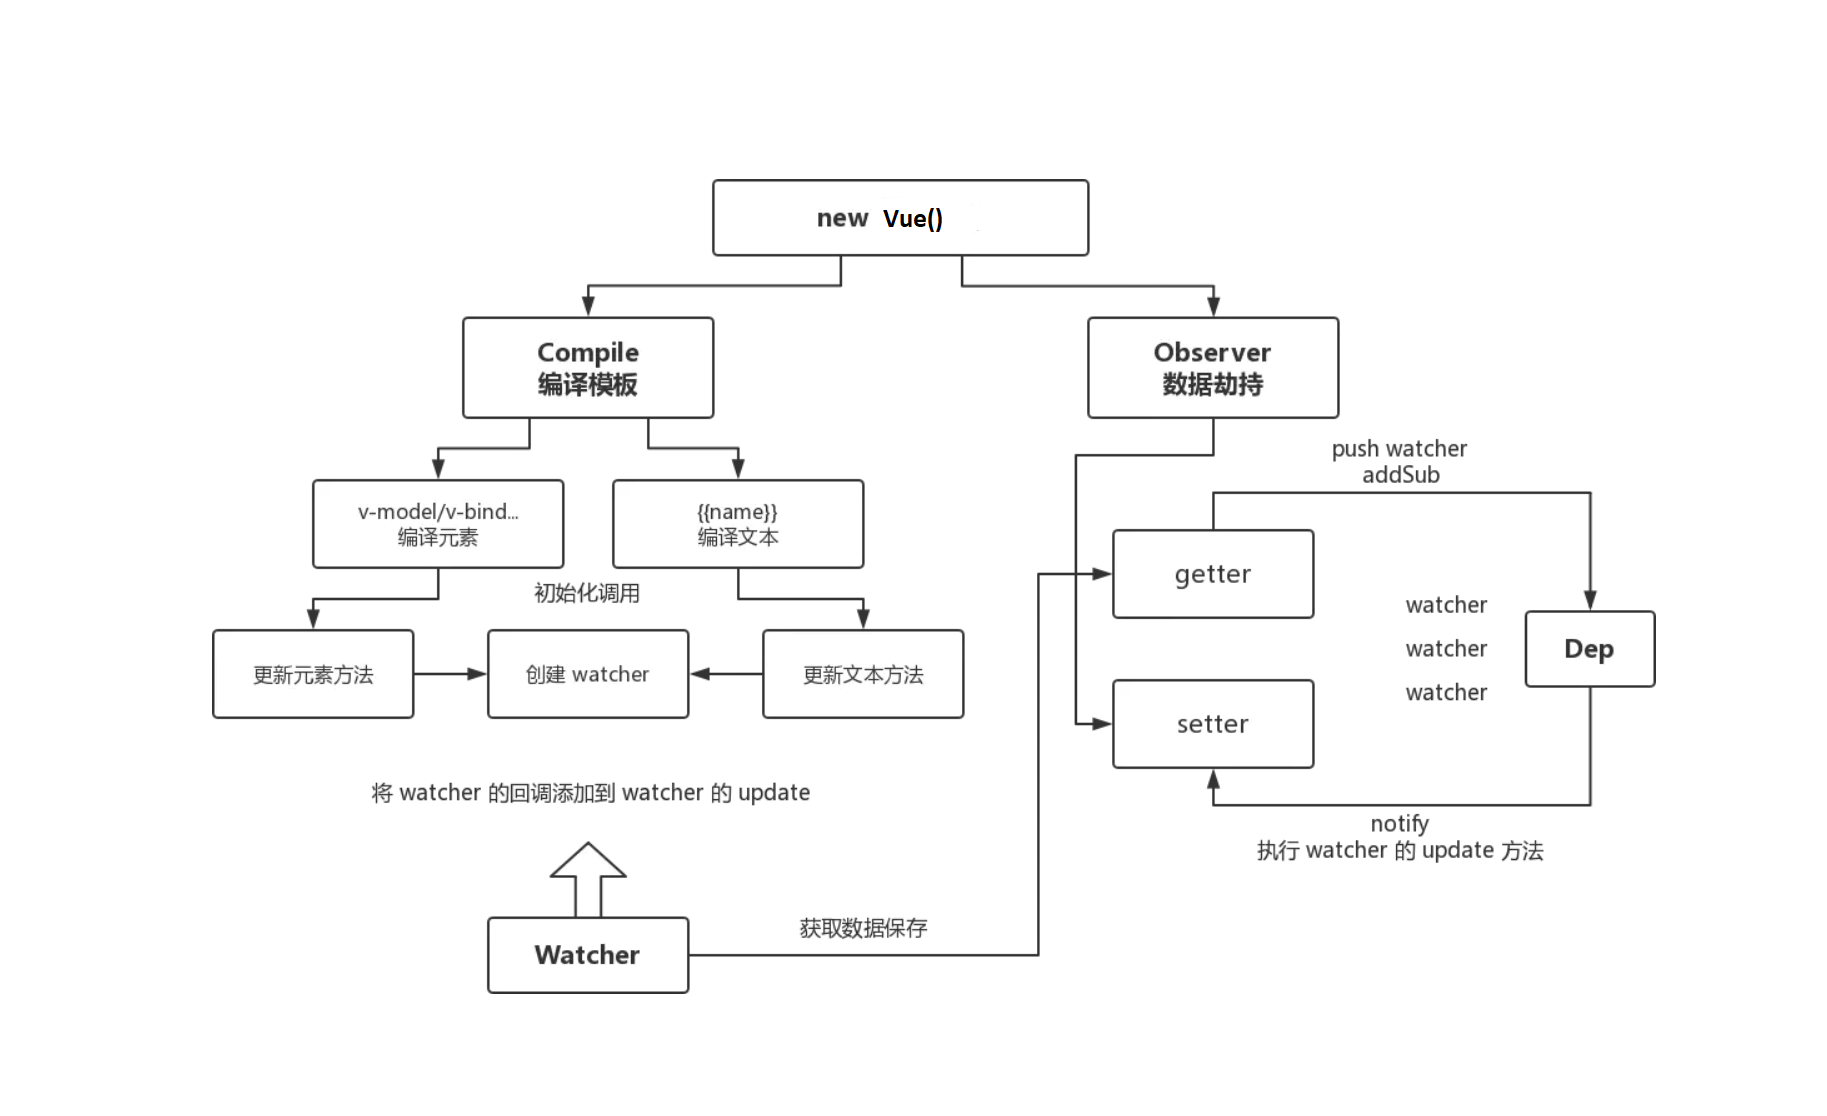 new Vue()
Compile
编译模板
Observer
数据劫持
push watcher
addSub
v-model/v-bind...
编译元素
{{name}}
编译文本
getter
初始化调用
watcher
watcher
watcher
Dep
更新元素方法
创建 watcher
更新文本方法
setter
将 watcher 的回调添加到 watcher 的 update
notify
执行 watcher 的 update 方法
获取数据保存
Watcher